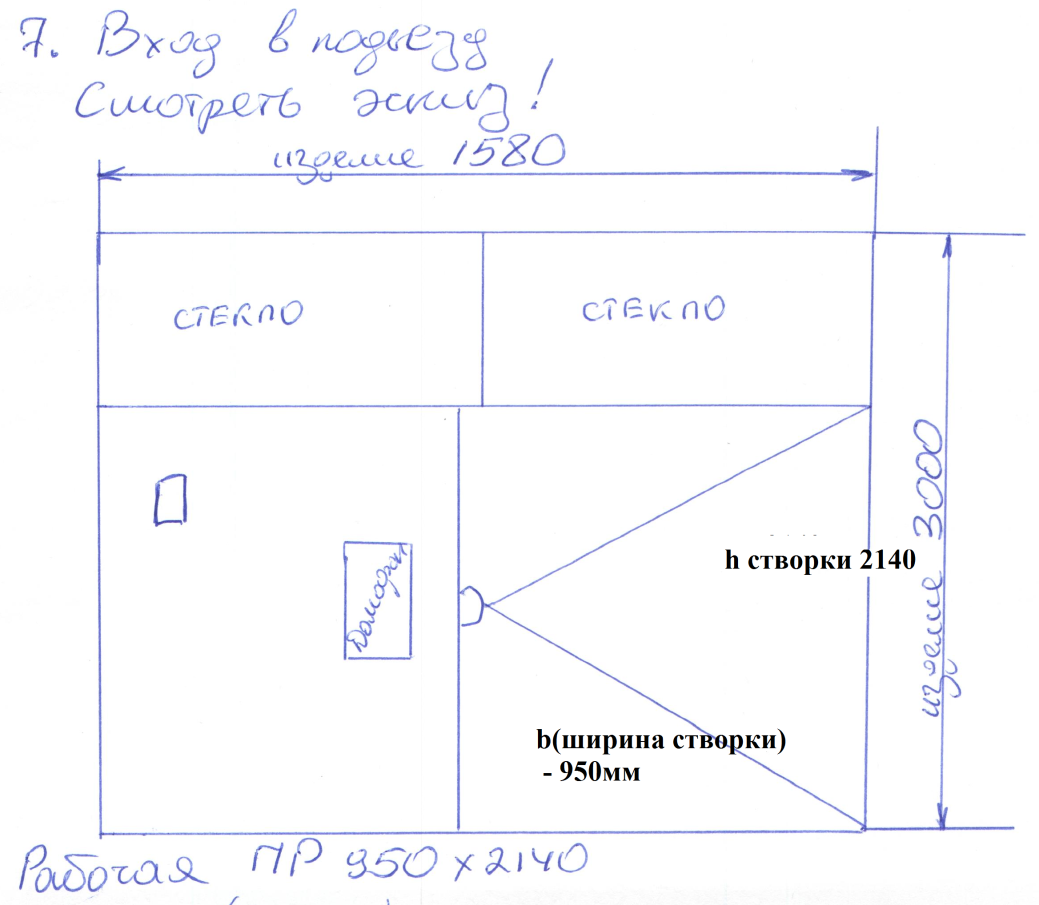 7. Вход в подъезд
Смотреть эскиз!
изделие 1580
СТЕКЛО
СТЕКЛО
Домофон
h створки 2140
изделие 3000
b(ширина створки)
- 950мм
Рабочая ПР 950 х 2140